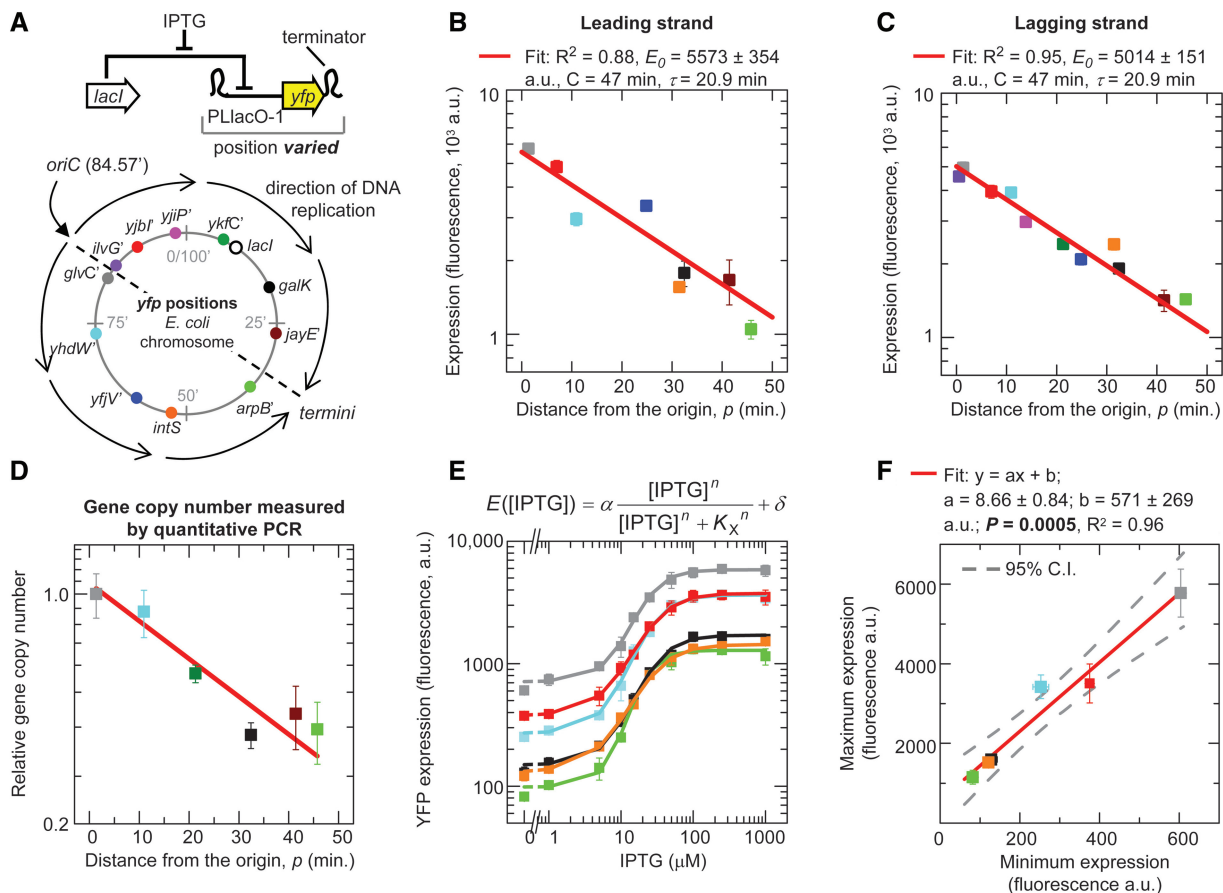 A
IPTG
terminator
lacI
yfp
PLlacO-1
position varied
oriC (84.57’)
direction of DNA
replication
yjiP’
yjbI’
ykfC’
ilvG’
lacI
0/100’
glvC’
galK
yfp positions
E. coli
chromosome
75’
25’
yhdW’
jayE’
yfjV’
50’
arpB’
termini
intS
B
Leading strand
Fit: R² = 0.88, E₀ = 5573 ± 354
a.u., C = 47 min, τ = 20.9 min
10
1
Expression (fluorescence, 10³ a.u.)
0 10 20 30 40 50
Distance from the origin, p (min.)
C
Lagging strand
Fit: R² = 0.95, E₀ = 5014 ± 151
a.u., C = 47 min, τ = 20.9 min
10
1
Expression (fluorescence, 10³ a.u.)
0 10 20 30 40 50
Distance from the origin, p (min.)
D
Gene copy number measured
by quantitative PCR
1.0
0.2
Relative gene copy number
0 10 20 30 40 50
Distance from the origin, p (min.)
E
E([IPTG]) = α [IPTG]ⁿ / ([IPTG]ⁿ + K_Xⁿ) + δ
10,000
1000
100
YFP expression (fluorescence, a.u.)
0 1 10 100 1000
IPTG (μM)
F
Fit: y = ax + b;
a = 8.66 ± 0.84; b = 571 ± 269
a.u.; P = 0.0005, R² = 0.96
95% C.I.
6000
4000
2000
Maximum expression
(fluorescence a.u.)
0 200 400 600
Minimum expression
(fluorescence a.u.)